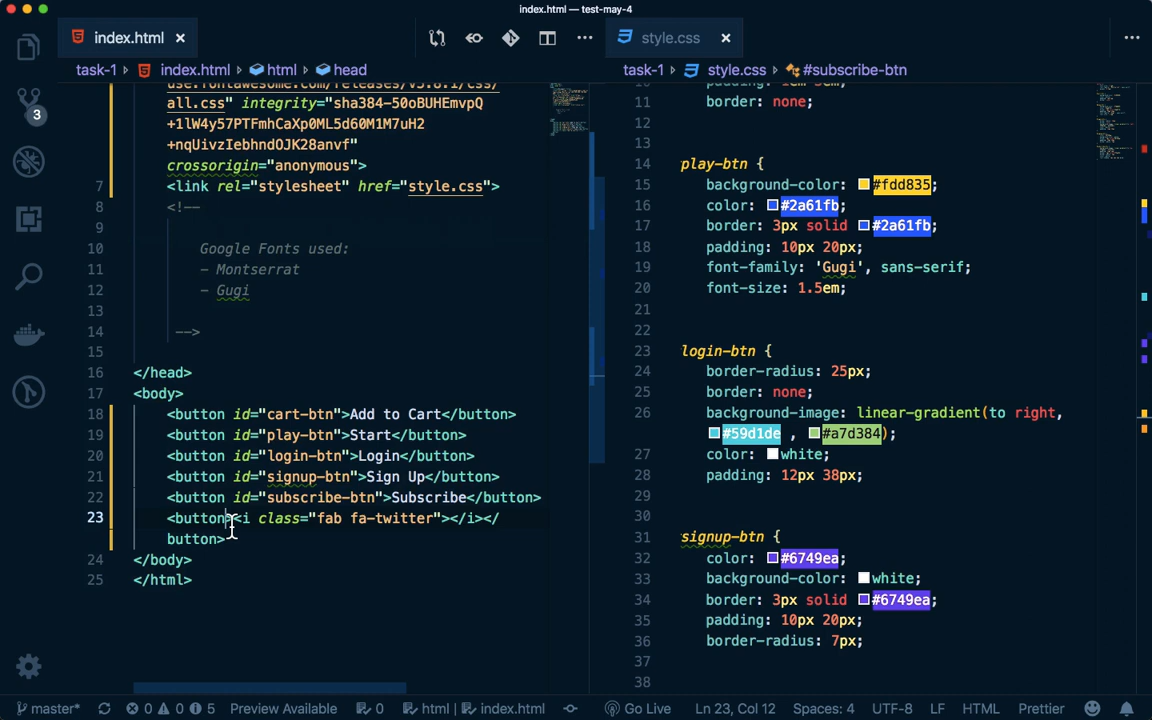 index.html — test-may-4
index.html ×
style.css ×
task-1 › index.html › html › head
task-1 › style.css › #subscribe-btn
3
use.fontawesome.com/releases/v5.8.1/css/
all.css" integrity="sha384-50oBUHEmvpQ
+1lW4y57PTFmhCaXp0ML5d60M1M7uH2
+nqUivzIebhndOJK28anvf"
crossorigin="anonymous">
7 <link rel="stylesheet" href="style.css">
8 <!--
9
10 Google Fonts used:
11 - Montserrat
12 - Gugi
13
14 -->
15
16 </head>
17 <body>
18 <button id="cart-btn">Add to Cart</button>
19 <button id="play-btn">Start</button>
20 <button id="login-btn">Login</button>
21 <button id="signup-btn">Sign Up</button>
22 <button id="subscribe-btn">Subscribe</button>
23 <button><i class="fab fa-twitter"></i></
button>
24 </body>
25 </html>
11 border: none;
12
13
14 play-btn {
15 background-color: #fdd835;
16 color: #2a61fb;
17 border: 3px solid #2a61fb;
18 padding: 10px 20px;
19 font-family: 'Gugi', sans-serif;
20 font-size: 1.5em;
21
22
23 login-btn {
24 border-radius: 25px;
25 border: none;
26 background-image: linear-gradient(to right,
#59d1de , #a7d384);
27 color: white;
28 padding: 12px 38px;
29
30
31 signup-btn {
32 color: #6749ea;
33 background-color: white;
34 border: 3px solid #6749ea;
35 padding: 10px 20px;
36 border-radius: 7px;
37
38
master* 0 0 5 Preview Available 0 html | index.html Go Live Ln 23, Col 12 Spaces: 4 UTF-8 LF HTML Prettier